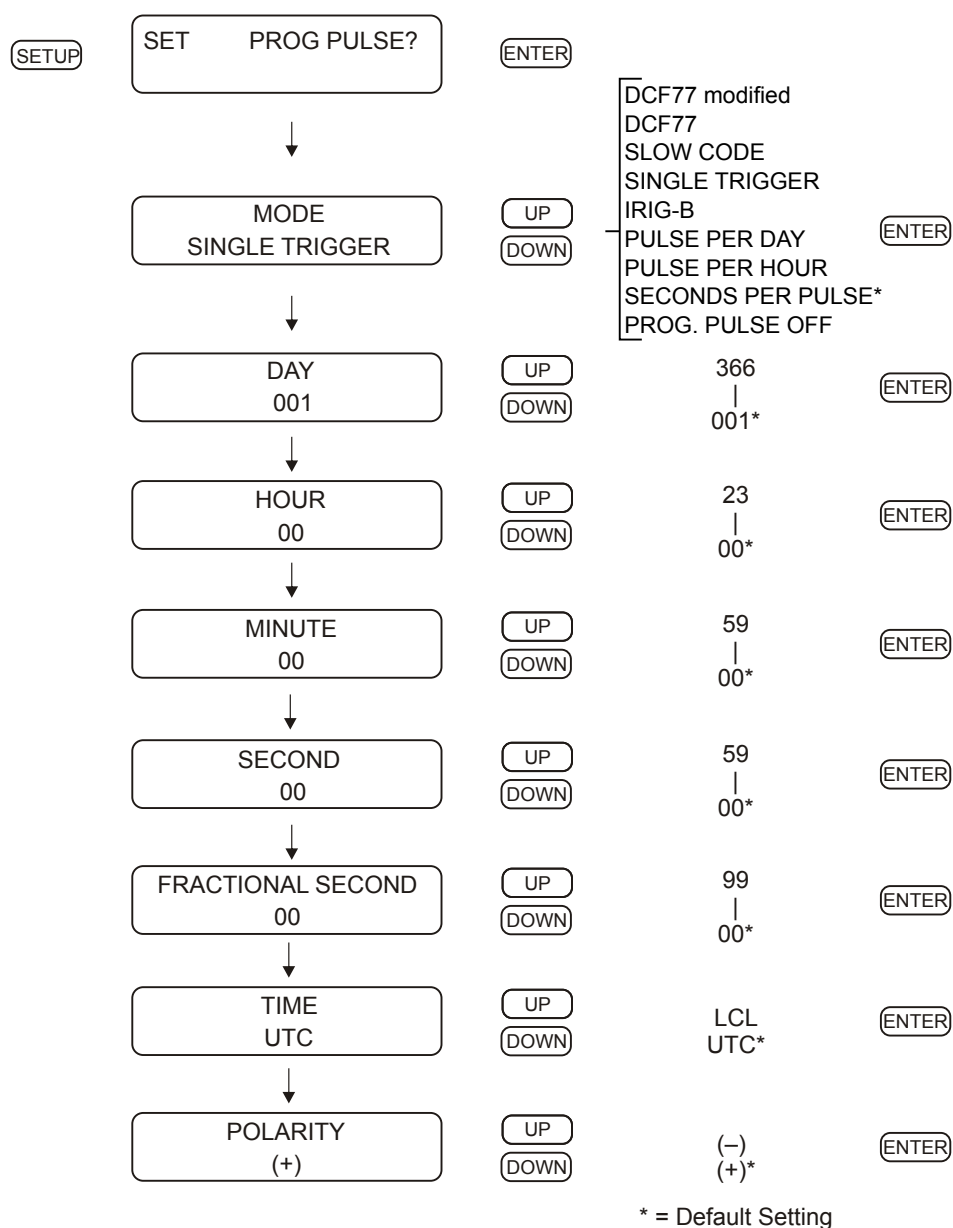 SETUP
SET PROG PULSE?
ENTER
MODE
SINGLE TRIGGER
UP
DOWN
DCF77 modified
DCF77
SLOW CODE
SINGLE TRIGGER
IRIG-B
PULSE PER DAY
PULSE PER HOUR
SECONDS PER PULSE*
PROG. PULSE OFF
ENTER
DAY
001
UP
DOWN
366
|
001*
ENTER
HOUR
00
UP
DOWN
23
|
00*
ENTER
MINUTE
00
UP
DOWN
59
|
00*
ENTER
SECOND
00
UP
DOWN
59
|
00*
ENTER
FRACTIONAL SECOND
00
UP
DOWN
99
|
00*
ENTER
TIME
UTC
UP
DOWN
LCL
UTC*
ENTER
POLARITY
(+)
UP
DOWN
(–)
(+)*
ENTER
* = Default Setting